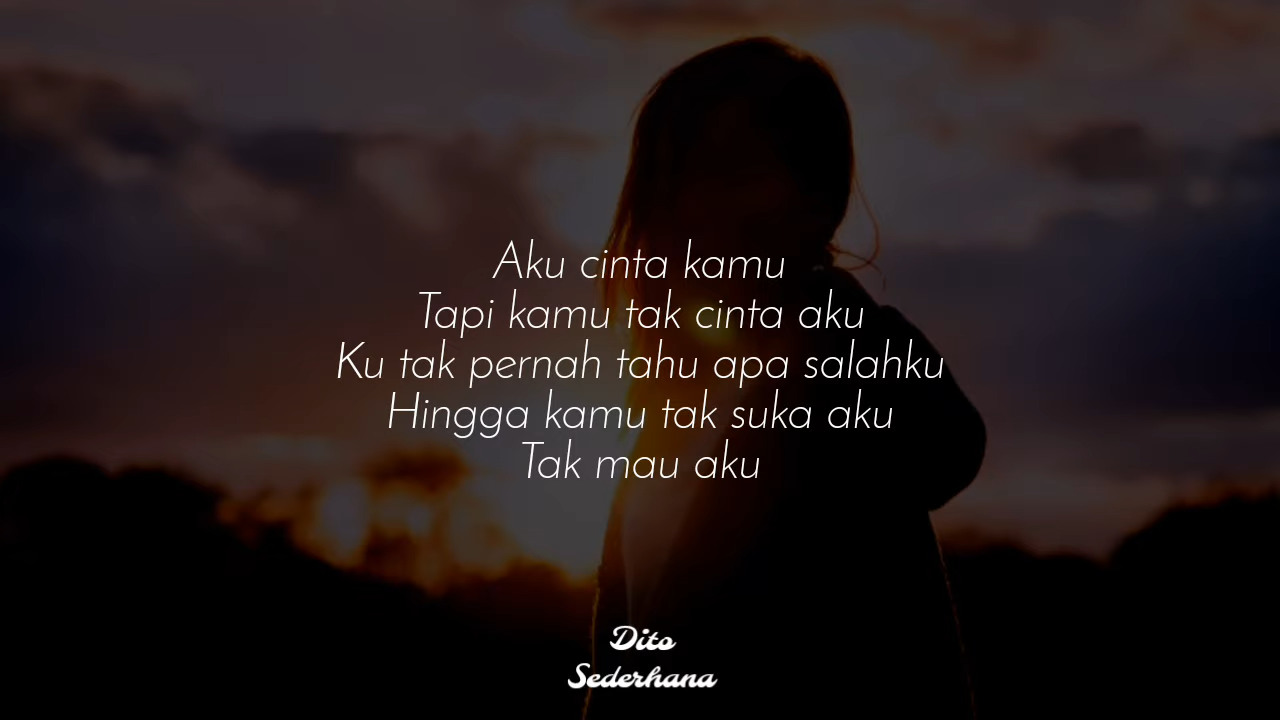 Aku cinta kamu
Tapi kamu tak cinta aku
Ku tak pernah tahu apa salahku
Hingga kamu tak suka aku
Tak mau aku
Dito
Sederhana